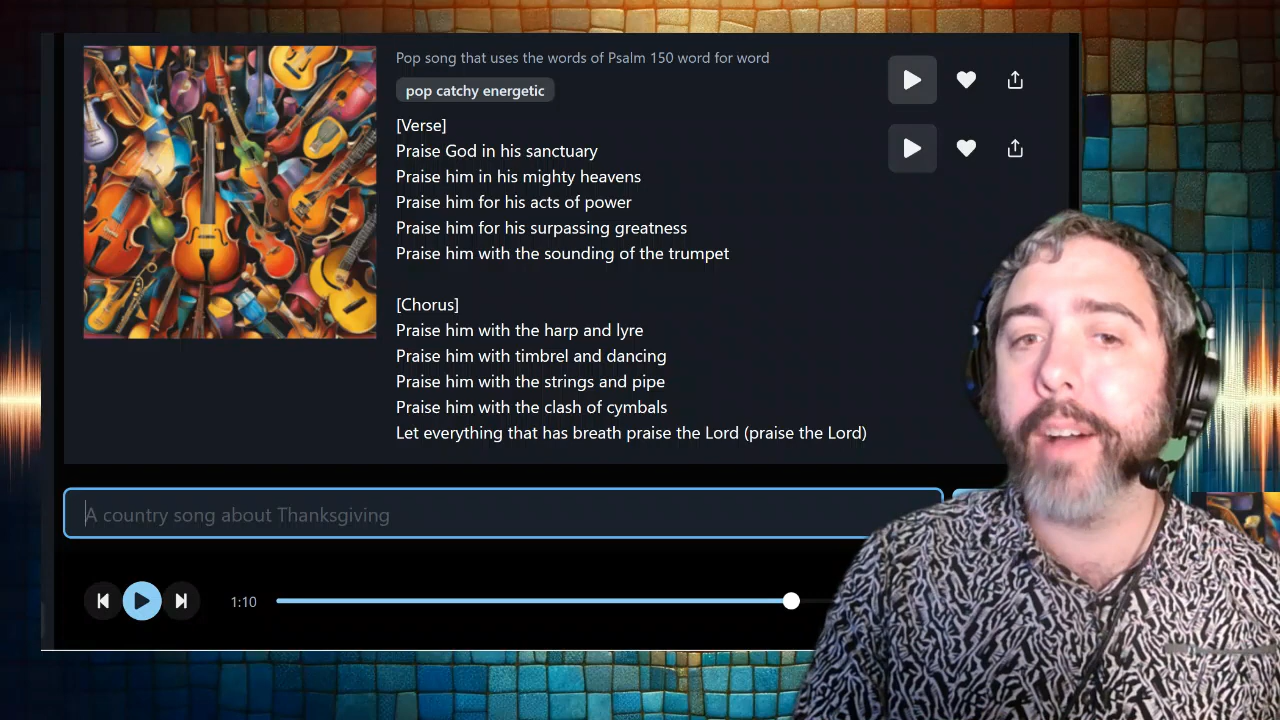 Pop song that uses the words of Psalm 150 word for word
pop catchy energetic
[Verse]
Praise God in his sanctuary
Praise him in his mighty heavens
Praise him for his acts of power
Praise him for his surpassing greatness
Praise him with the sounding of the trumpet
[Chorus]
Praise him with the harp and lyre
Praise him with timbrel and dancing
Praise him with the strings and pipe
Praise him with the clash of cymbals
Let everything that has breath praise the Lord (praise the Lord)
A country song about Thanksgiving
1:10